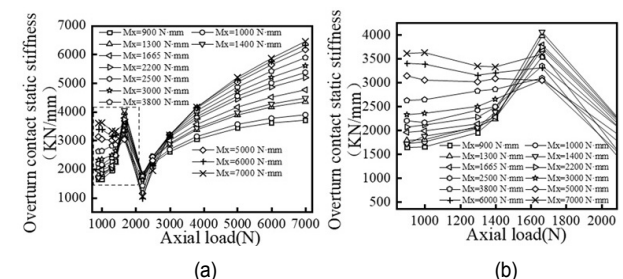 Overturn contact static stiffness
(KN/mm)
7000
6000
5000
4000
3000
2000
1000
Mx=900 N·mm
Mx=1000 N·mm
Mx=1300 N·mm
Mx=1400 N·mm
Mx=1665 N·mm
Mx=2200 N·mm
Mx=2500 N·mm
Mx=3000 N·mm
Mx=3800 N·mm
Mx=5000 N·mm
Mx=6000 N·mm
Mx=7000 N·mm
1000 2000 3000 4000 5000 6000 7000
Axial load(N)
(a)
Overturn contact static stiffness
(KN/mm)
4000
3500
3000
2500
2000
1500
1000
500
Mx=900 N·mm
Mx=1000 N·mm
Mx=1300 N·mm
Mx=1400 N·mm
Mx=1665 N·mm
Mx=2200 N·mm
Mx=2500 N·mm
Mx=3000 N·mm
Mx=3800 N·mm
Mx=5000 N·mm
Mx=6000 N·mm
Mx=7000 N·mm
1000 1200 1400 1600 1800 2000
Axial load(N)
(b)